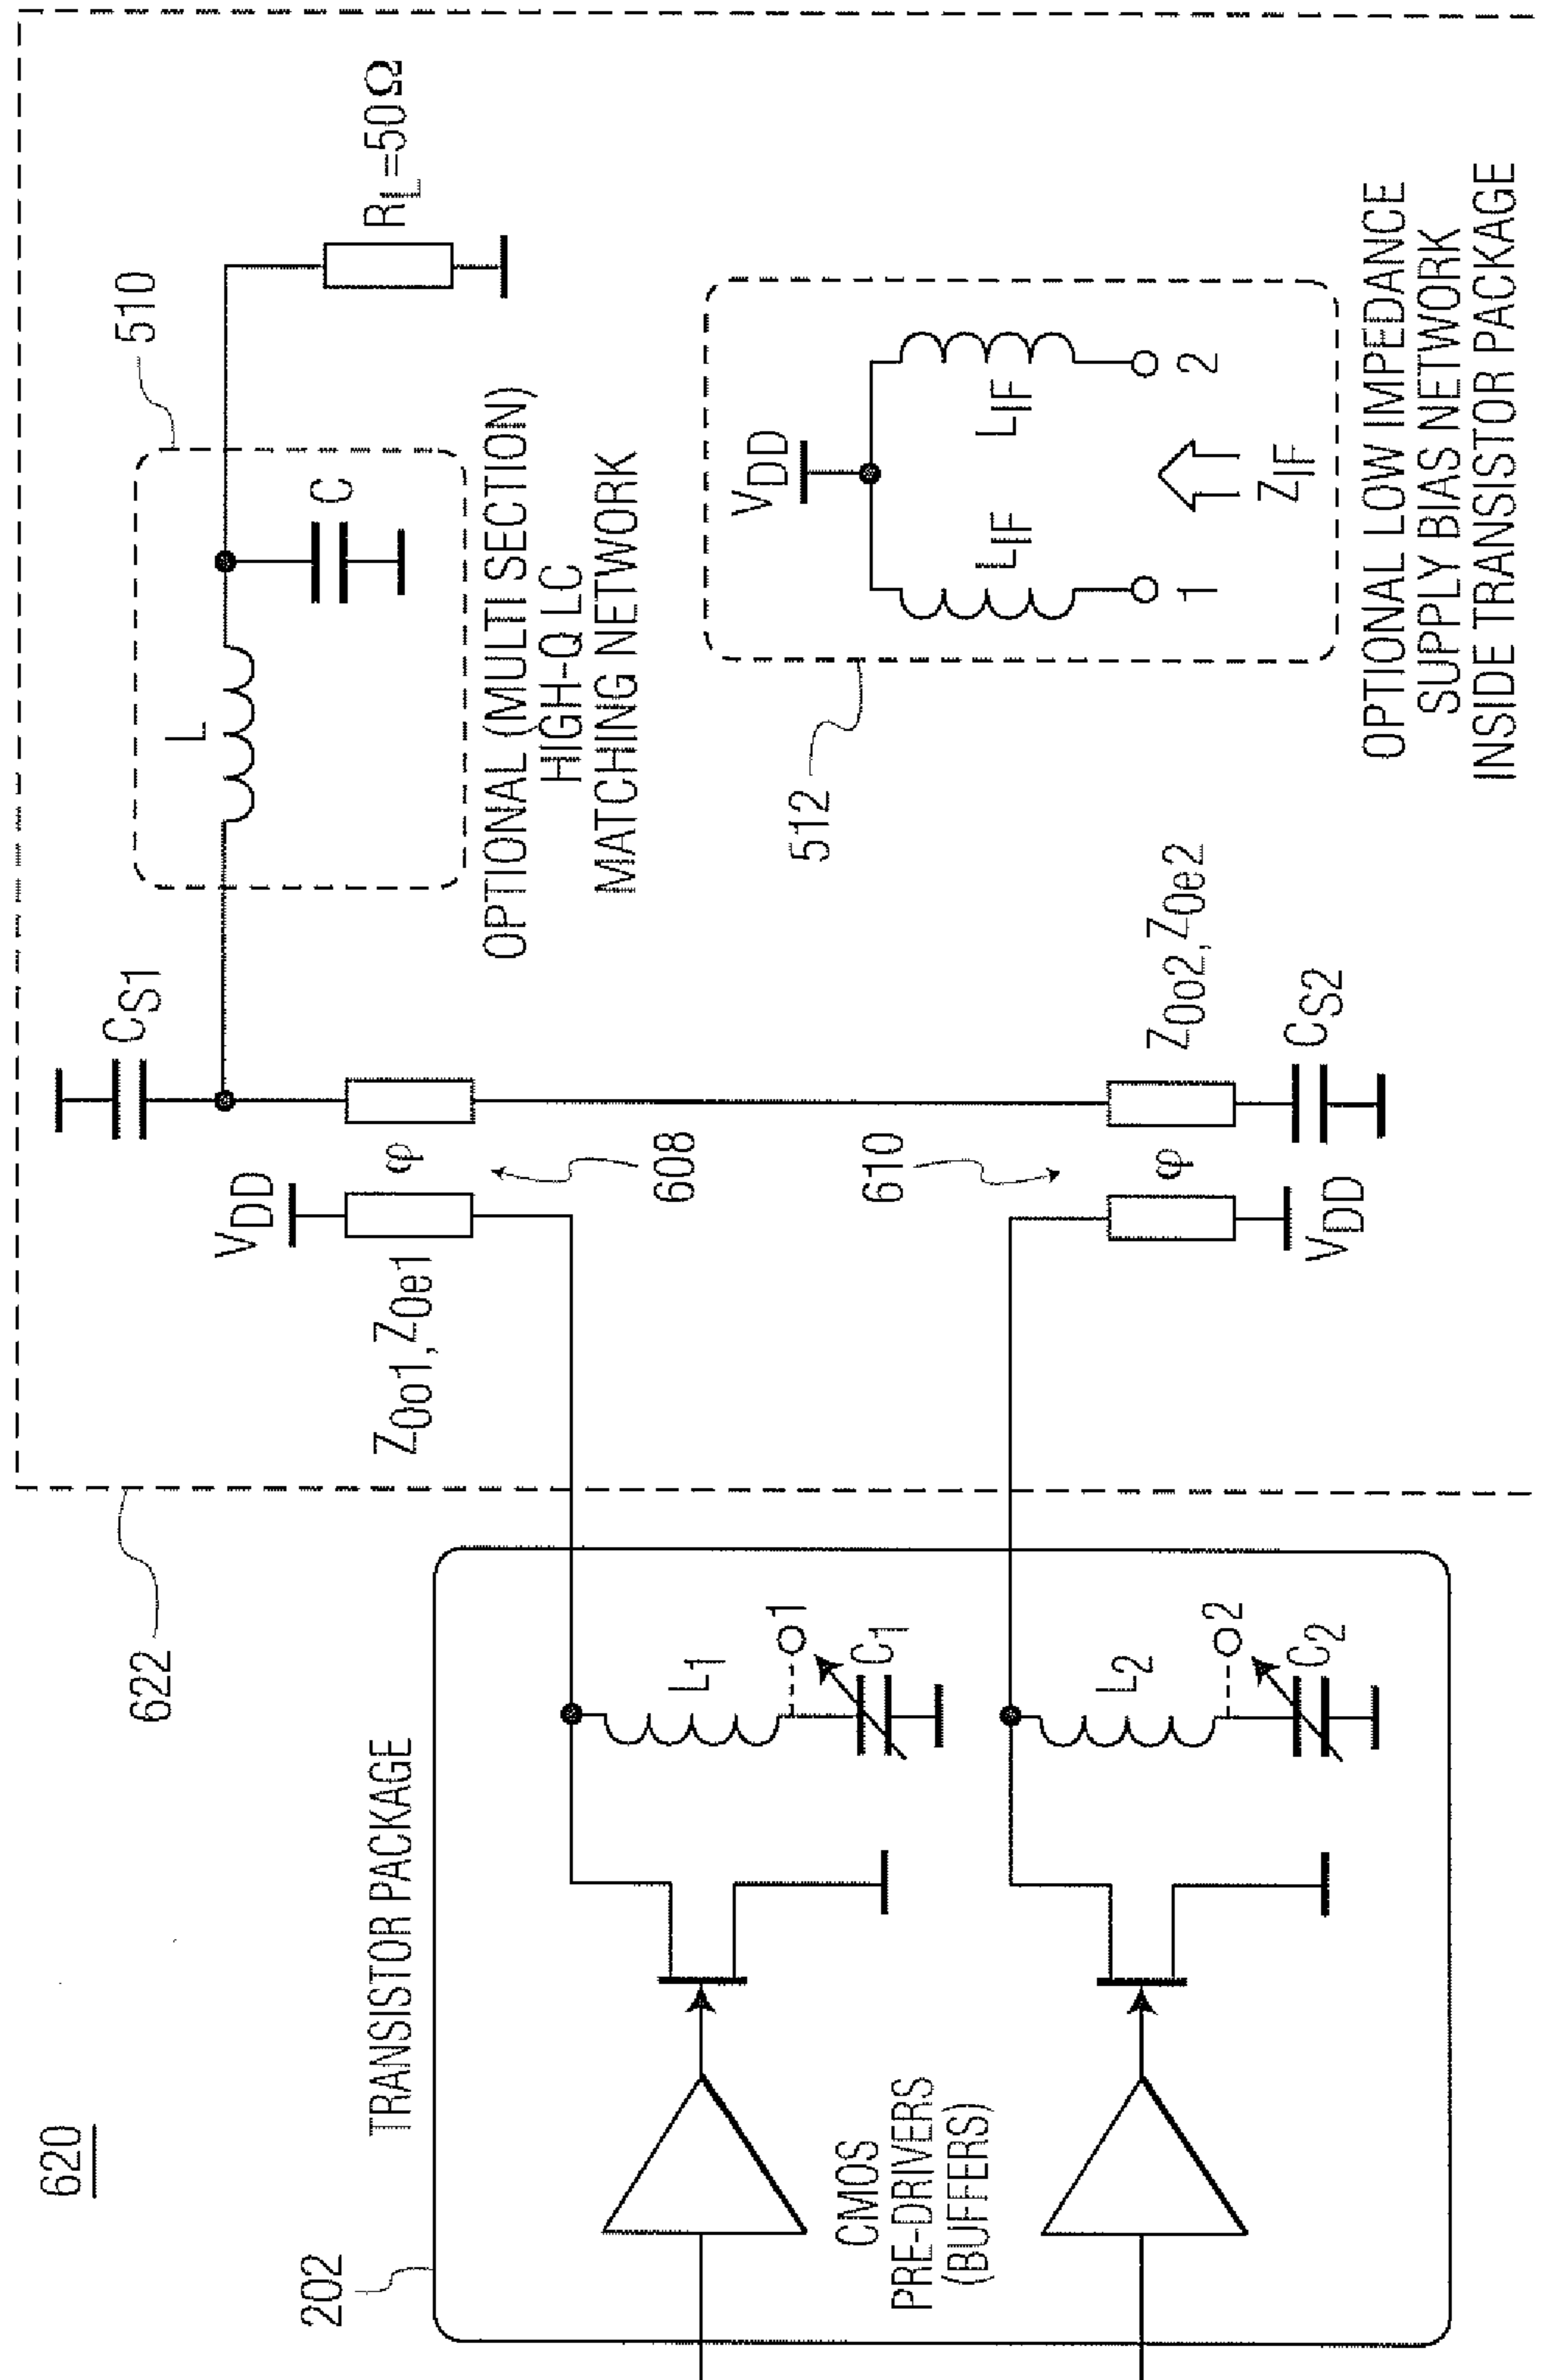 620
202
TRANSISTOR PACKAGE
CMOS
PRE-DRIVERS
(BUFFERS)
L1
1
C1
L2
2
C2
622
Z0o1,Z0e1
VDD
φ
608
CS1
610
φ
VDD
Z0o2,Z0e2
CS2
L
C
510
OPTIONAL (MULTI SECTION)
HIGH-Q LC
MATCHING NETWORK
RL=50Ω
512
VDD
LIF
LIF
1
2
ZIF
OPTIONAL LOW IMPEDANCE
SUPPLY BIAS NETWORK
INSIDE TRANSISTOR PACKAGE